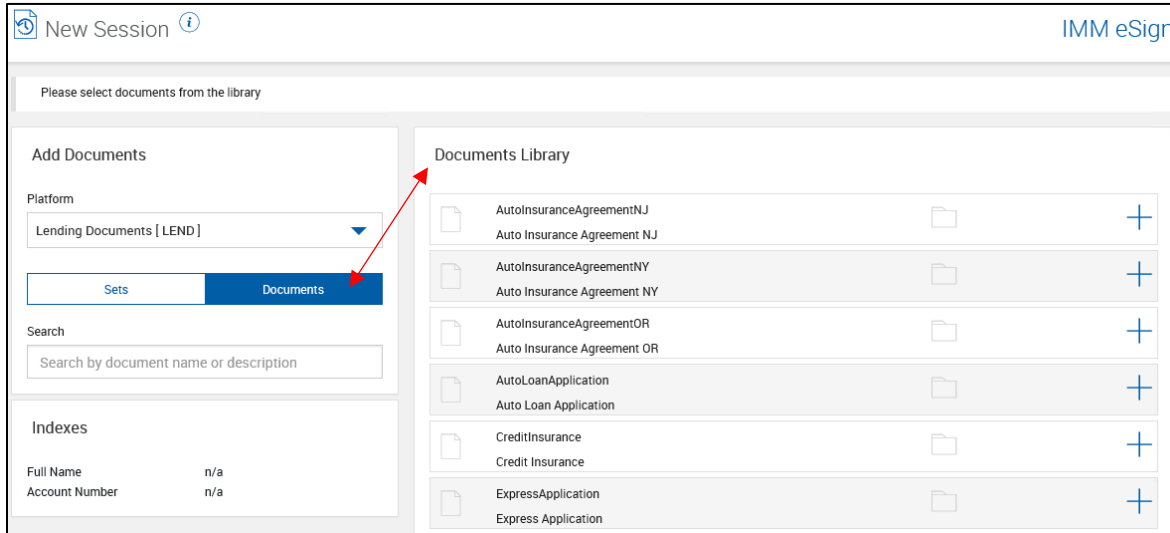 New Session i
IMM eSign
Please select documents from the library
Add Documents
Platform
Lending Documents [ LEND ]
Sets
Documents
Search
Search by document name or description
Indexes
Full Name n/a
Account Number n/a
Documents Library
AutoInsuranceAgreementNJ
Auto Insurance Agreement NJ
AutoInsuranceAgreementNY
Auto Insurance Agreement NY
AutoInsuranceAgreementOR
Auto Insurance Agreement OR
AutoLoanApplication
Auto Loan Application
CreditInsurance
Credit Insurance
ExpressApplication
Express Application